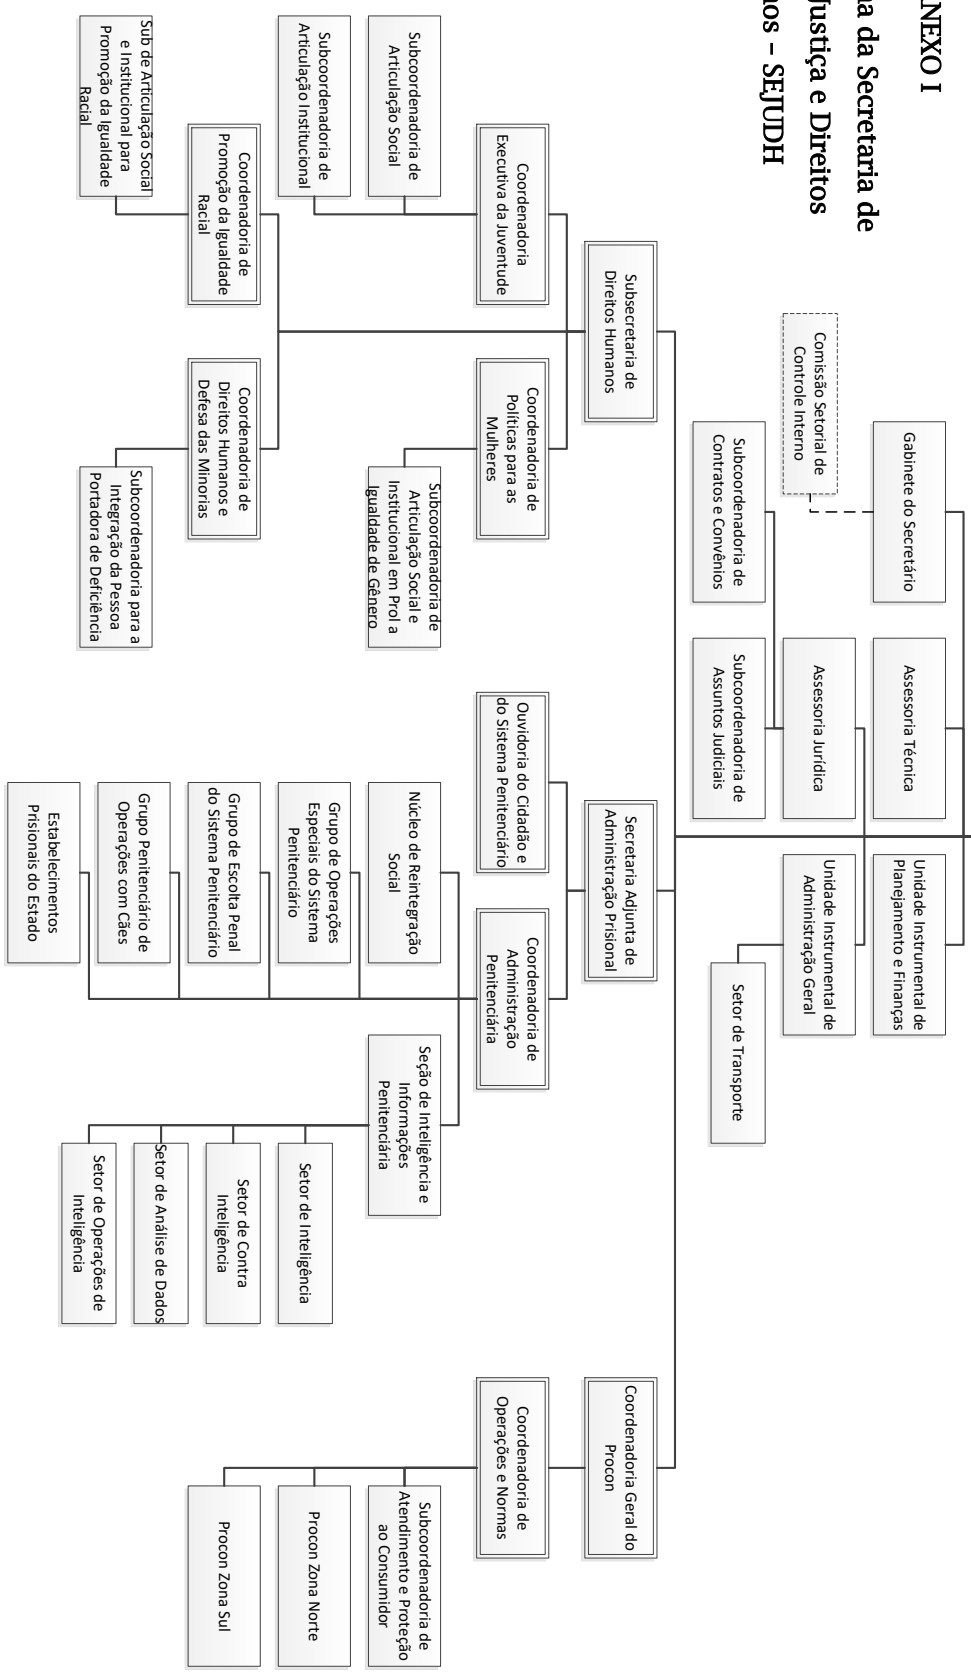 NEXO I
na da Secretaria de
Justiça e Direitos
nos – SEJUDH
Gabinete do Secretário
Assessoria Técnica
Unidade Instrumental de
Planejamento e Finanças
Comissão Setorial de
Controle Interno
Assessoria Jurídica
Unidade Instrumental de
Administração Geral
Subcoordenadoria de
Contratos e Convênios
Subcoordenadoria de
Assuntos Judiciais
Setor de Transporte
Subsecretaria de
Direitos Humanos
Secretaria Adjunta de
Administração Prisional
Coordenadoria Geral do
Procon
Coordenadoria
Executiva da Juventude
Coordenadoria de
Políticas para as
Mulheres
Ouvidoria do Cidadão e
do Sistema Penitenciário
Coordenadoria de
Administração
Penitenciária
Coordenadoria de
Operações e Normas
Subcoordenadoria de
Articulação Social
Subcoordenadoria de
Articulação Social e
Institucional em Prol a
Igualdade de Gênero
Núcleo de Reintegração
Social
Seção de Inteligência e
Informações
Penitenciária
Subcoordenadoria de
Atendimento e Proteção
ao Consumidor
Subcoordenadoria de
Articulação Institucional
Grupo de Operações
Especiais do Sistema
Penitenciário
Setor de Inteligência
Procon Zona Norte
Coordenadoria de
Promoção da Igualdade
Racial
Coordenadoria de
Direitos Humanos e
Defesa das Minorias
Grupo de Escolta Penal
do Sistema Penitenciário
Setor de Contra
Inteligência
Procon Zona Sul
Sub de Articulação Social
e Institucional para
Promoção da Igualdade
Racial
Subcoordenadoria para a
Integração da Pessoa
Portadora de Deficiência
Grupo Penitenciário de
Operações com Cães
Setor de Análise de Dados
Setor de Operações de
Inteligência
Estabelecimentos
Prisionais do Estado